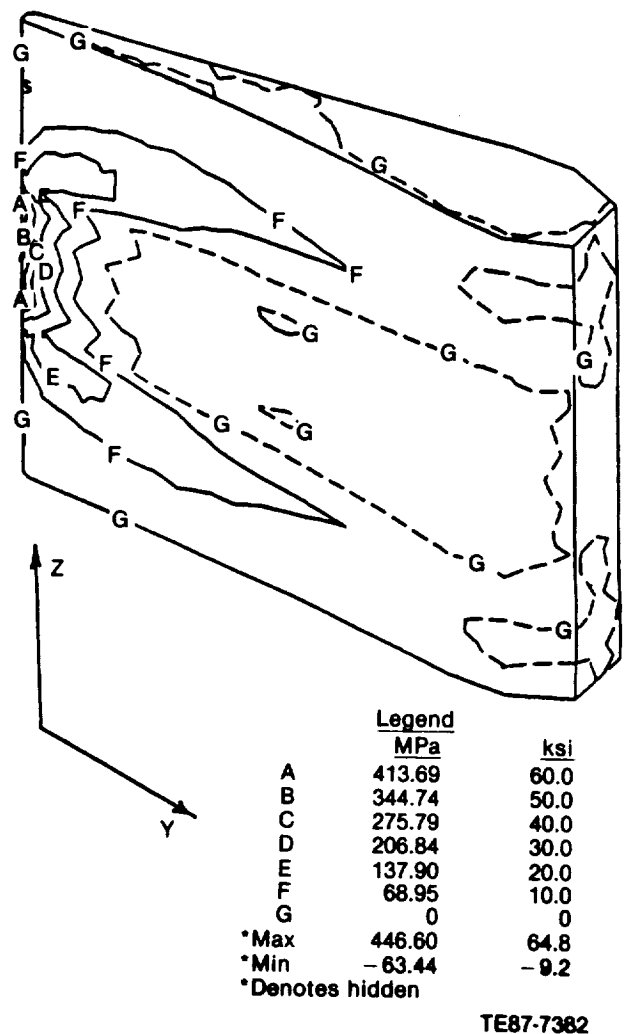 G
G
G
s
F
G
A
E
F
F
B
C
D
F
A
G
G
G
F
E
G
G
G
F
G
G
G
Z
Y
Legend
MPa ksi
A 413.69 60.0
B 344.74 50.0
C 275.79 40.0
D 206.84 30.0
E 137.90 20.0
F 68.95 10.0
G 0 0
*Max 446.60 64.8
*Min −63.44 −9.2
*Denotes hidden
TE87-7382